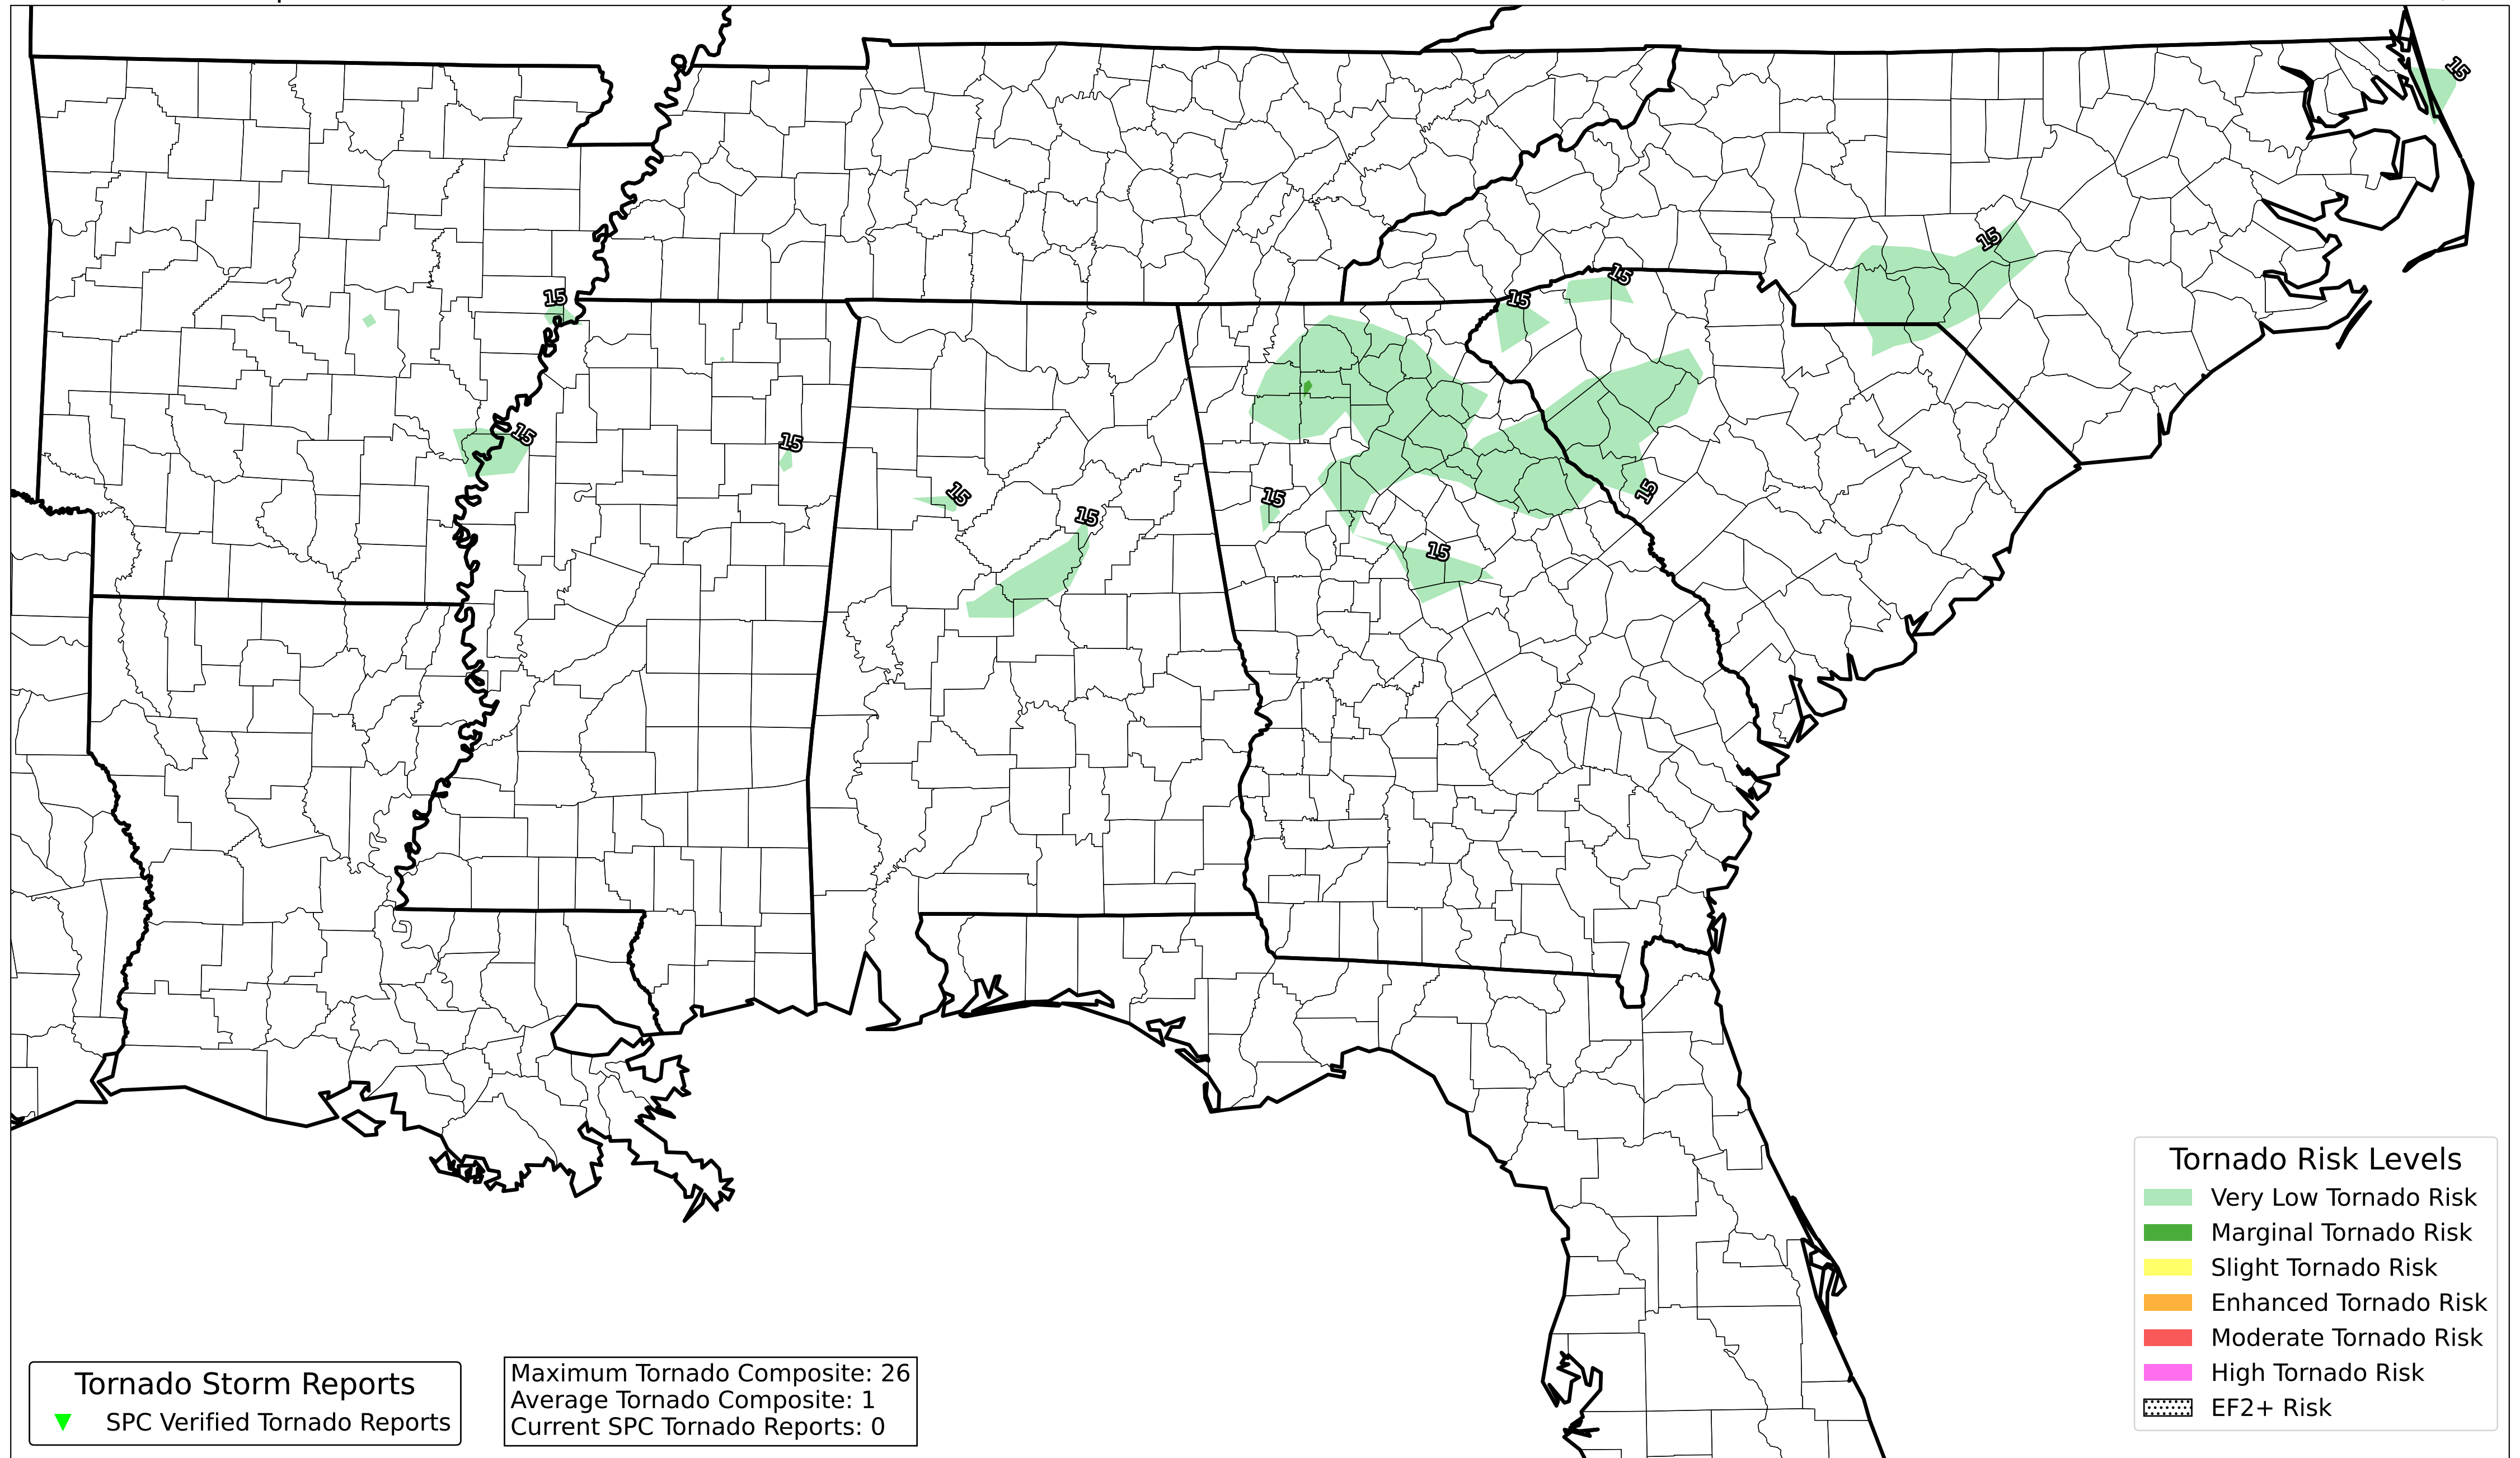 15
15
15
15
15
15
15
15
15
15
15
15
15
Tornado Risk Levels
Very Low Tornado Risk
Marginal Tornado Risk
Slight Tornado Risk
Enhanced Tornado Risk
Moderate Tornado Risk
High Tornado Risk
EF2+ Risk
Tornado Storm Reports
SPC Verified Tornado Reports
Maximum Tornado Composite: 26
Average Tornado Composite: 1
Current SPC Tornado Reports: 0